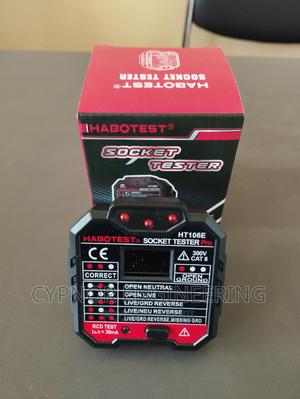 HABOTEST
SOCKET TESTER
HABOTEST®
SOCKET
TESTER
HT106E
HABOTEST® SOCKET TESTER Pro
CE
300V
CAT II
CORRECT
OPEN
GROUND
OPEN NEUTRAL
OPEN LIVE
LIVE/GRD REVERSE
LIVE/NEU REVERSE
LIVE/GRD REVERSE,MISSING GRD
RCD TEST
>30mA